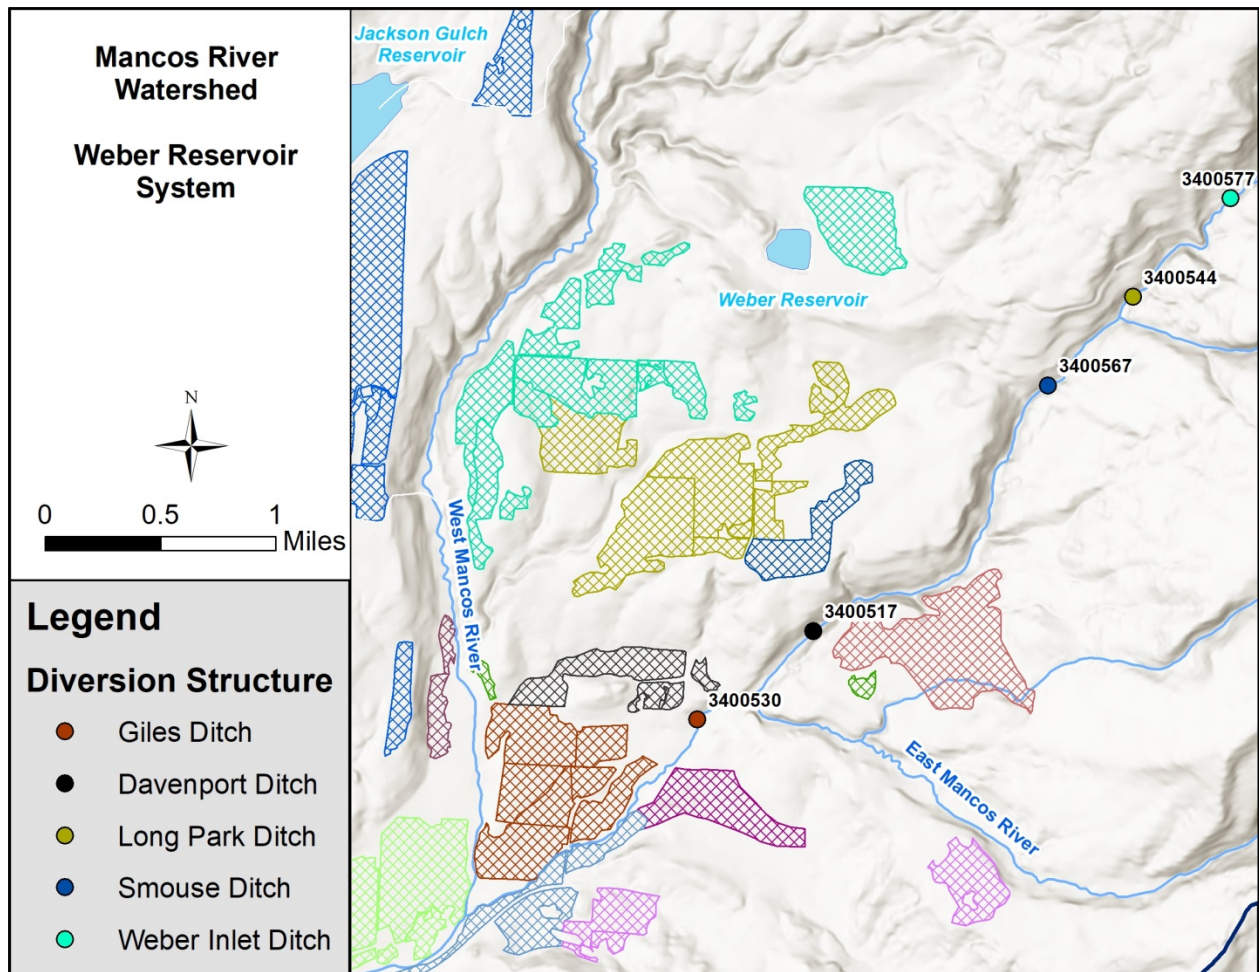 Mancos River
Watershed
Weber Reservoir
System
N
0 0.5 1
Miles
Legend
Diversion Structure
Giles Ditch
Davenport Ditch
Long Park Ditch
Smouse Ditch
Weber Inlet Ditch
Jackson Gulch
Reservoir
3400577
3400544
Weber Reservoir
3400567
West Mancos River
3400517
3400530
East Mancos River